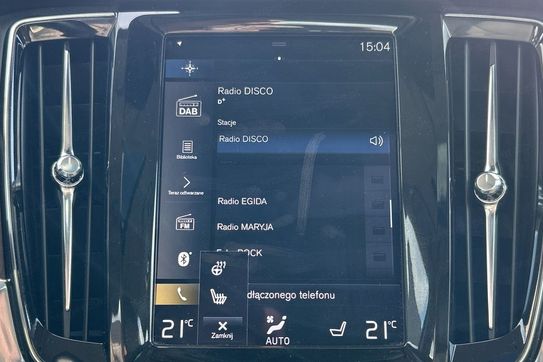 15:04
Radio DISCO
D+
Stacje
DAB
Radio DISCO
Biblioteka
Teraz odtwarzane
Radio EGIDA
FM
Radio MARYJA
ROCK
dłączonego telefonu
21°C
Zamknij
AUTO
21°C